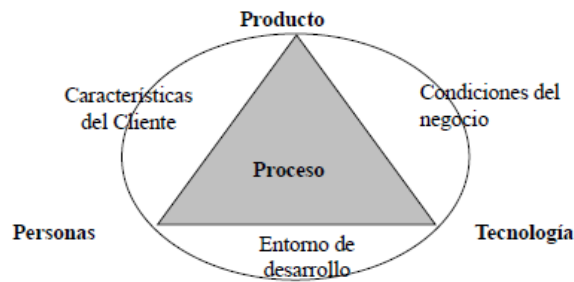 Producto
Características
del Cliente
Condiciones del
negocio
Proceso
Personas
Tecnología
Entorno de
desarrollo